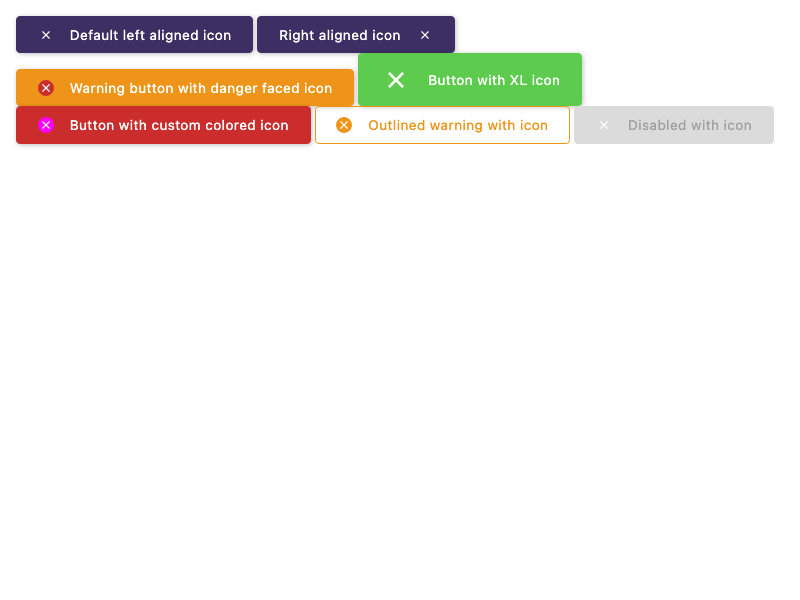 Default left aligned icon
Right aligned icon
Warning button with danger faced icon
Button with XL icon
Button with custom colored icon
Outlined warning with icon
Disabled with icon